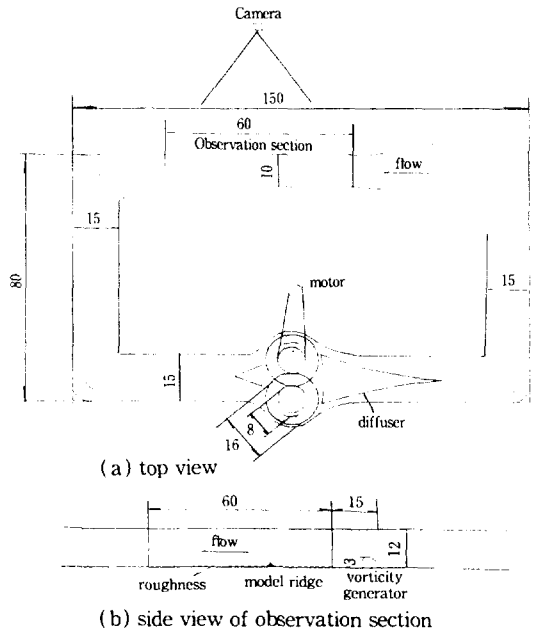 Camera
150
60
Observation section
10
flow
15
80
motor
15
15
diffuser
8
16
(a) top view
60
15
flow
3
12
roughness
model ridge
vorticity
generator
(b) side view of observation section